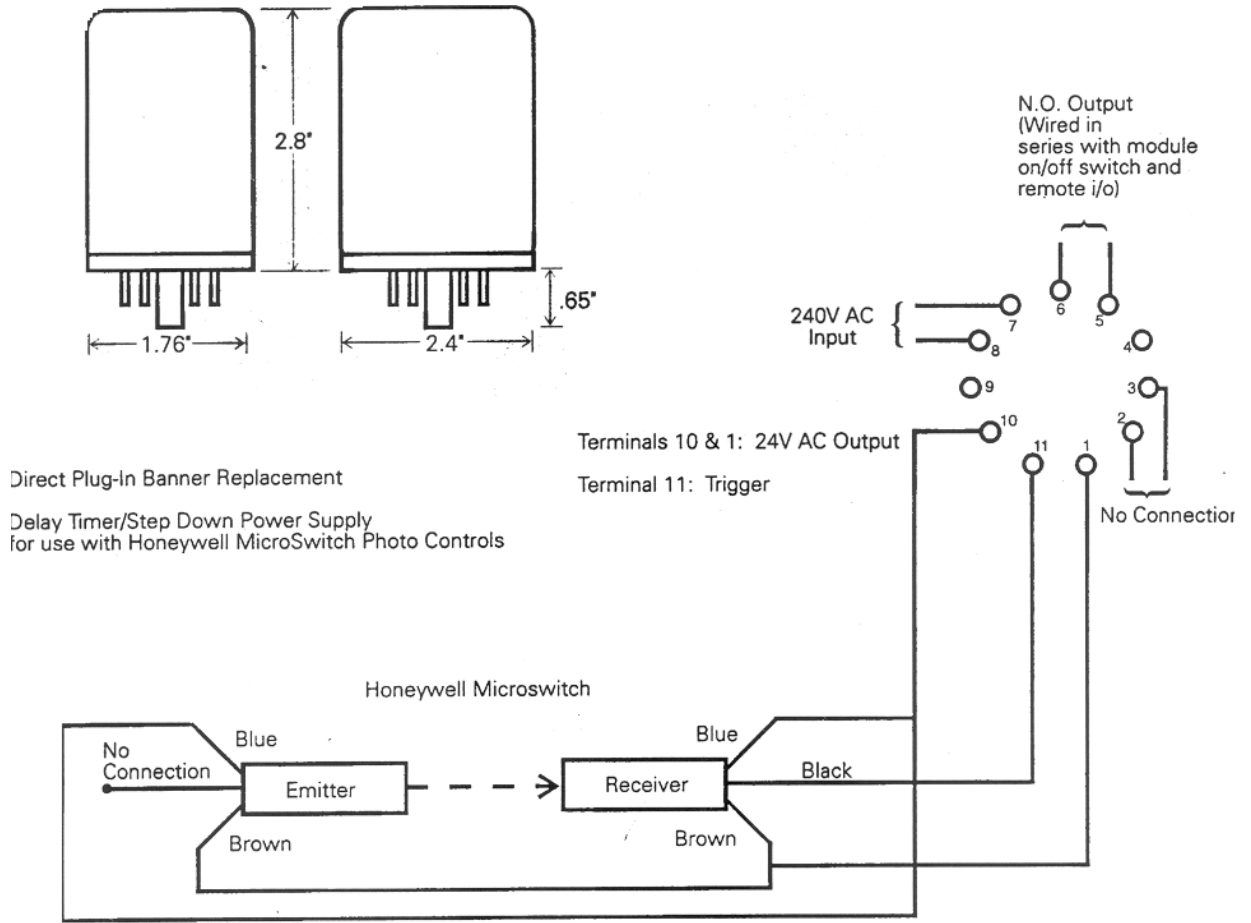 2.8"
.65"
1.76"
2.4"
N.O. Output
(Wired in
series with module
on/off switch and
remote i/o)
240V AC
Input
7
6
5
8
4
9
3
10
2
11
1
No Connection
Terminals 10 & 1: 24V AC Output
Terminal 11: Trigger
Direct Plug-In Banner Replacement
Delay Timer/Step Down Power Supply
for use with Honeywell MicroSwitch Photo Controls
Honeywell Microswitch
Blue
No
Connection
Emitter
Brown
Blue
Receiver
Black
Brown